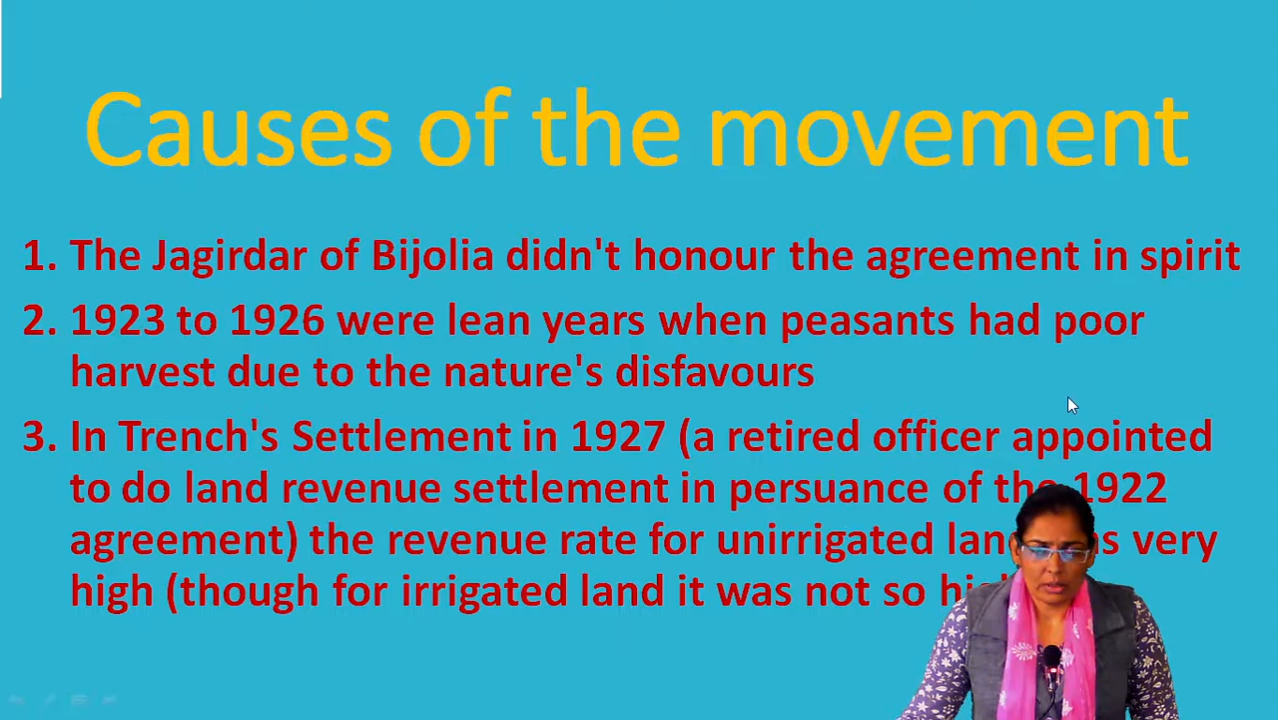 Causes of the movement
1. The Jagirdar of Bijolia didn't honour the agreement in spirit
2. 1923 to 1926 were lean years when peasants had poor
harvest due to the nature's disfavours
3. In Trench's Settlement in 1927 (a retired officer appointed
to do land revenue settlement in persuance of the 1922
agreement) the revenue rate for unirrigated very
high (though for irrigated land it was not so